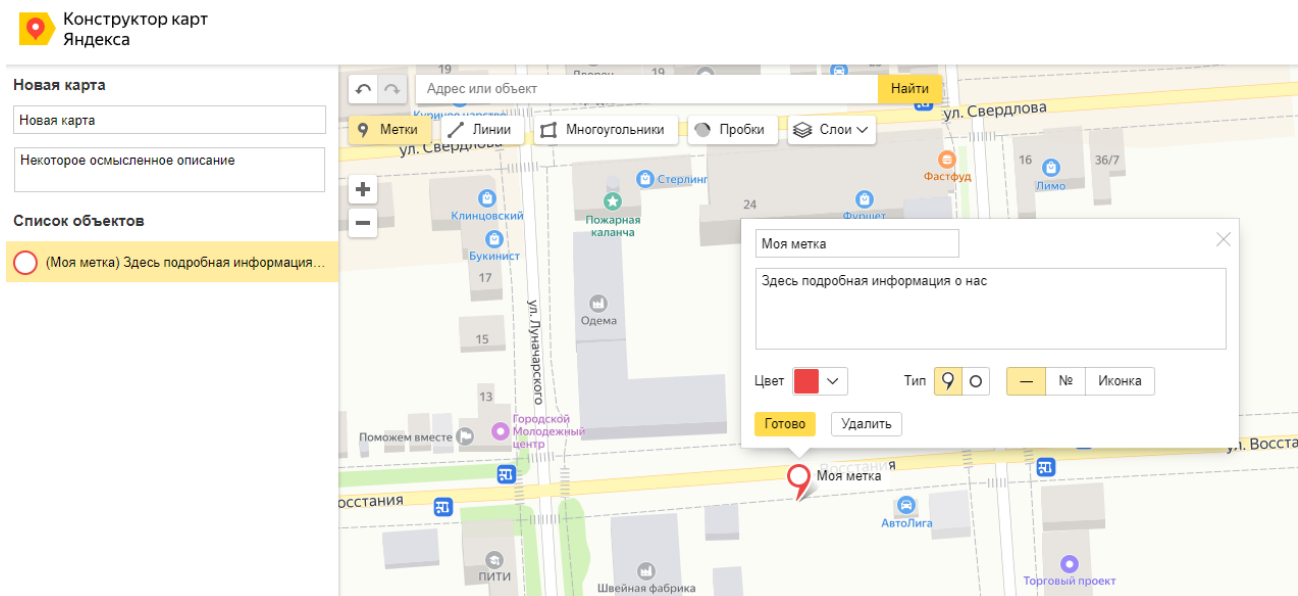 Конструктор карт
Яндекса
Новая карта
Новая карта
Некоторое осмысленное описание
Список объектов
(Моя метка) Здесь подробная информация...
Адрес или объект
Найти
Метки
Линии
Многоугольники
Пробки
Слои
19
19
ул. Свердлова
ул. Свердлова
Фастфуд
16
Лимо
36/7
Стерлинг
24
Фуршет
Клинцовский
Пожарная
каланча
Букинист
17
Одема
ул. Луначарского
15
13
Моя метка
Здесь подробная информация о нас
Цвет
Тип
—
№
Иконка
Готово
Удалить
Городской
Молодежный
центр
Поможем вместе
Восстания
Моя метка
АвтоЛига
ПИТИ
Швейная фабрика
Торговый проект